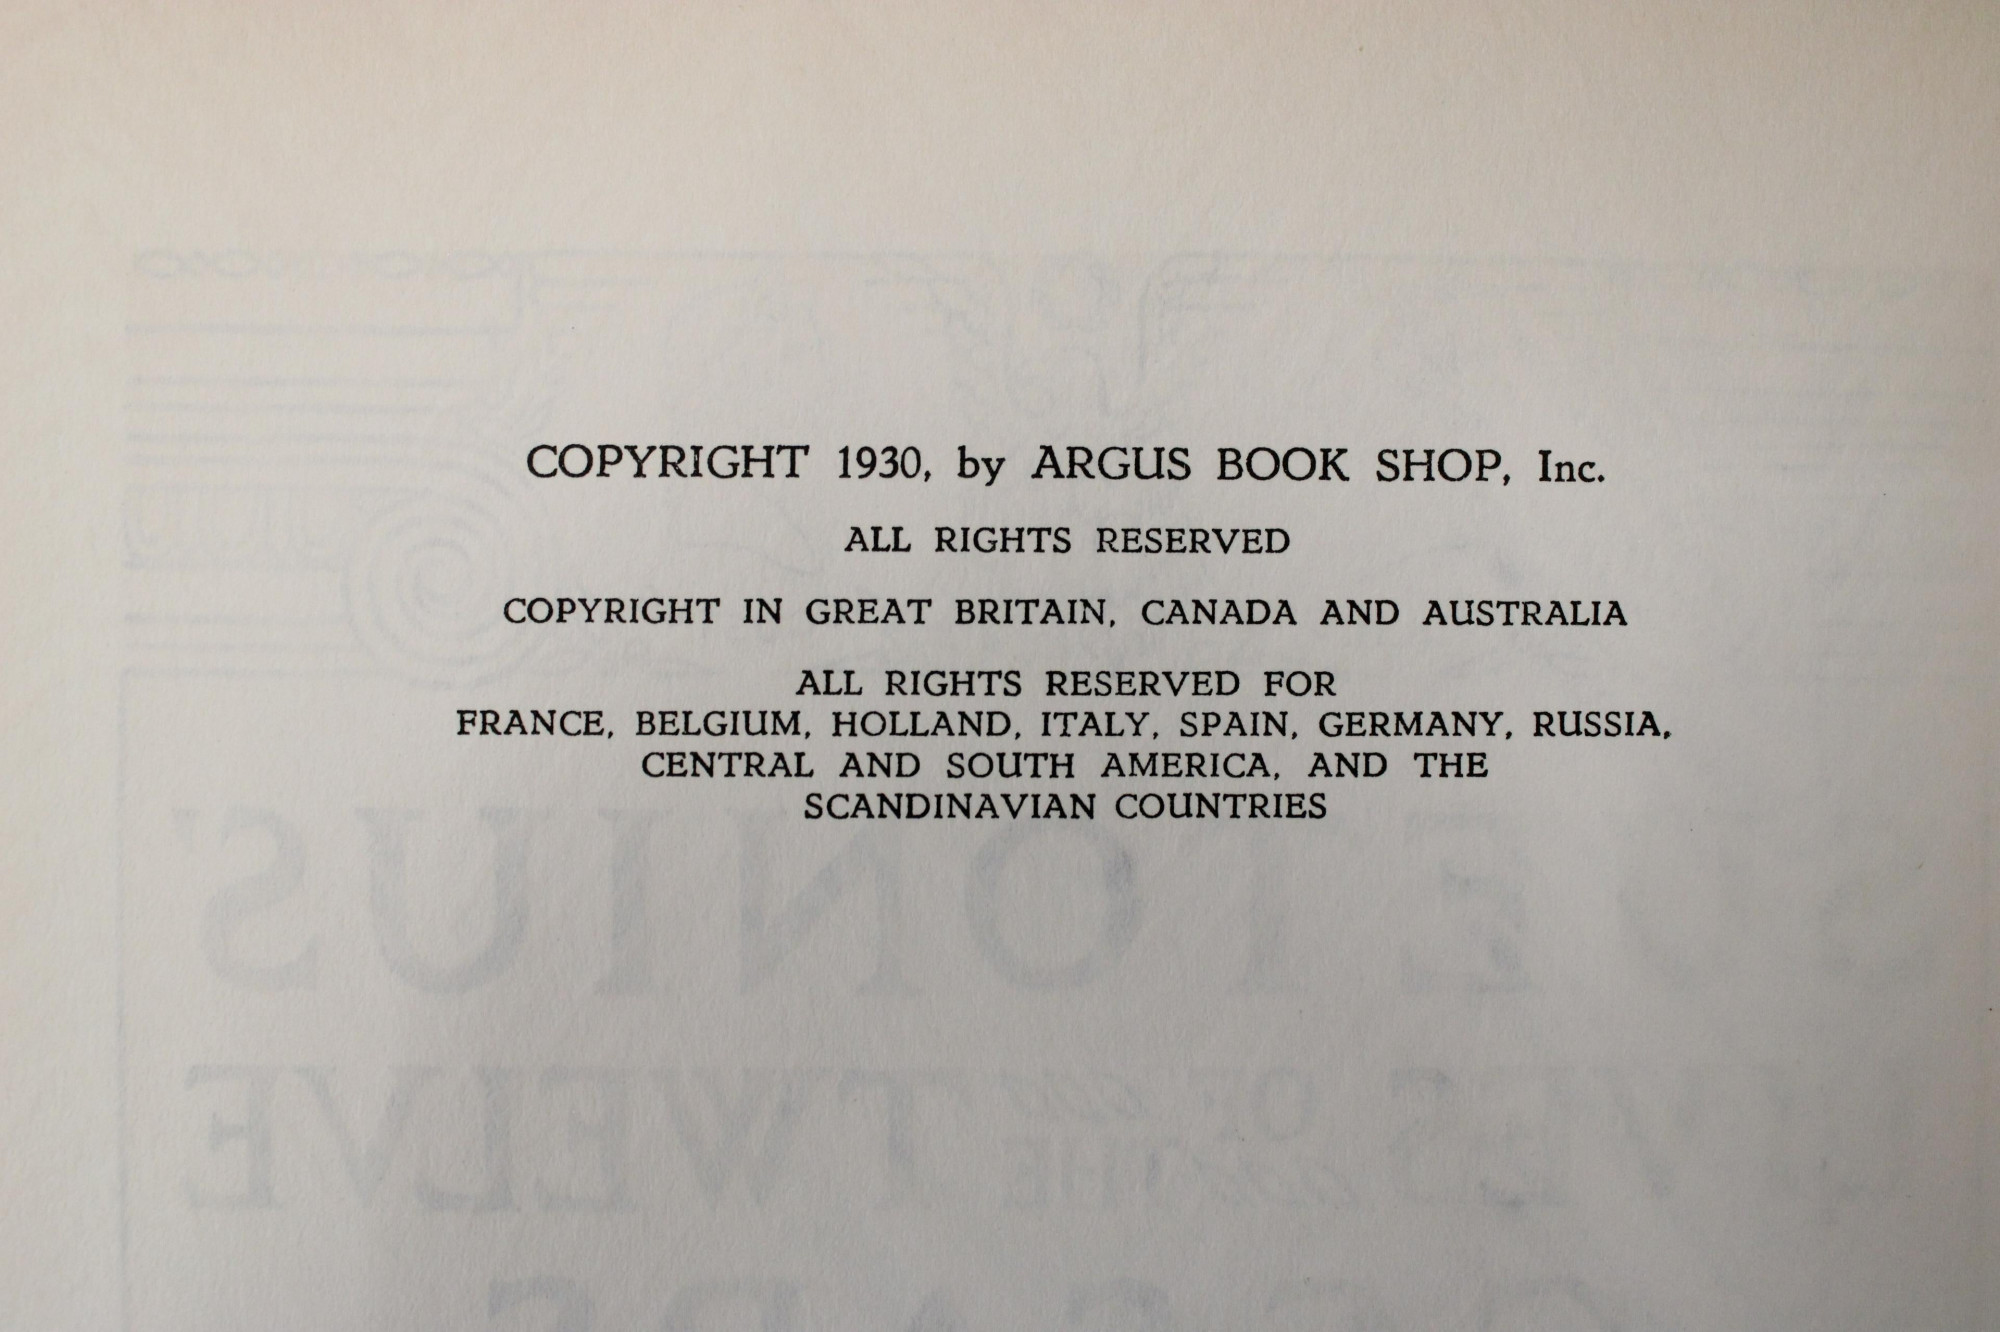 COPYRIGHT 1930, by ARGUS BOOK SHOP, Inc.
ALL RIGHTS RESERVED
COPYRIGHT IN GREAT BRITAIN, CANADA AND AUSTRALIA
ALL RIGHTS RESERVED FOR
FRANCE, BELGIUM, HOLLAND, ITALY, SPAIN, GERMANY, RUSSIA,
CENTRAL AND SOUTH AMERICA, AND THE
SCANDINAVIAN COUNTRIES